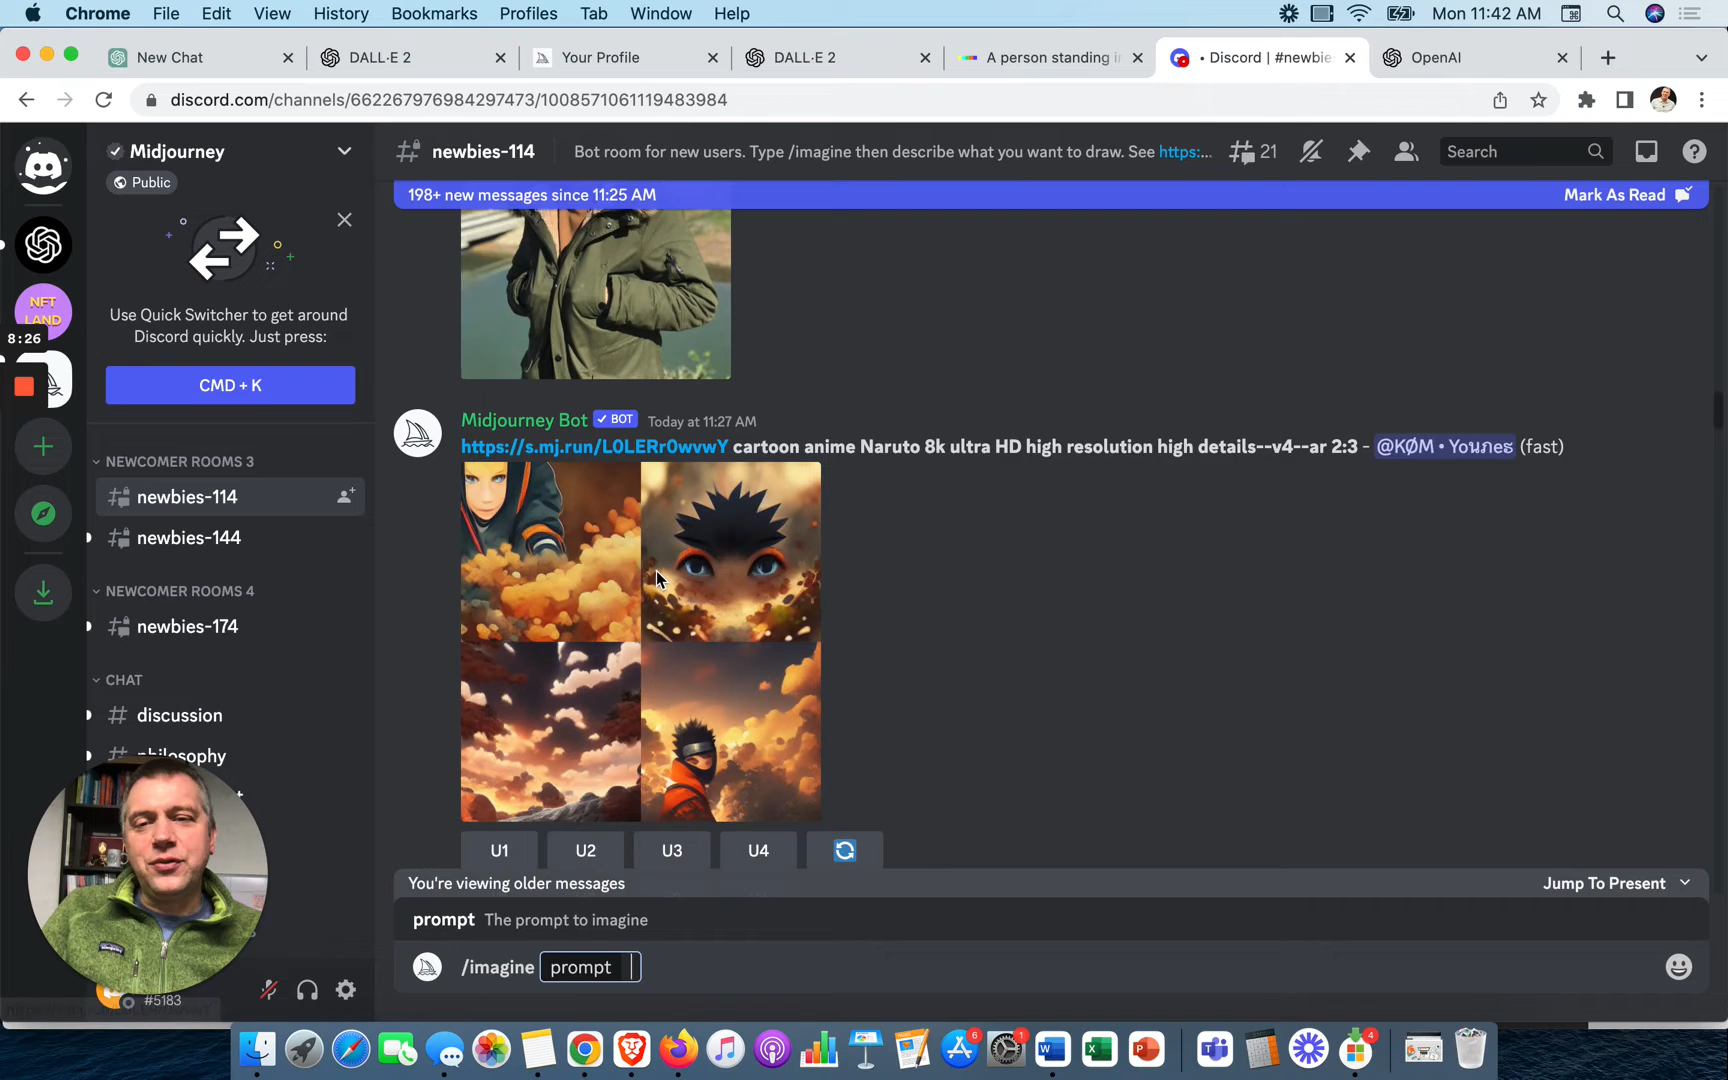 Chrome File Edit View History Bookmarks Profiles Tab Window Help Mon 11:42 AM
New Chat DALL·E 2 Your Profile DALL·E 2 A person standing in • Discord | #newbie OpenAI
discord.com/channels/662267976984297473/1008571061119483984
Midjourney
Public
newbies-114 Bot room for new users. Type /imagine then describe what you want to draw. See https:... 21 Search
198+ new messages since 11:25 AM Mark As Read
NFT
LAND
8:26
Use Quick Switcher to get around
Discord quickly. Just press:
CMD + K
NEWCOMER ROOMS 3
newbies-114
newbies-144
NEWCOMER ROOMS 4
newbies-174
CHAT
discussion
philosophy
#5183
Midjourney Bot BOT Today at 11:27 AM
https://s.mj.run/L0LERr0wvwY cartoon anime Naruto 8k ultra HD high resolution high details--v4--ar 2:3 - @KØM • Youлes (fast)
U1 U2 U3 U4
You're viewing older messages Jump To Present
prompt The prompt to imagine
/imagine prompt
6 1 4